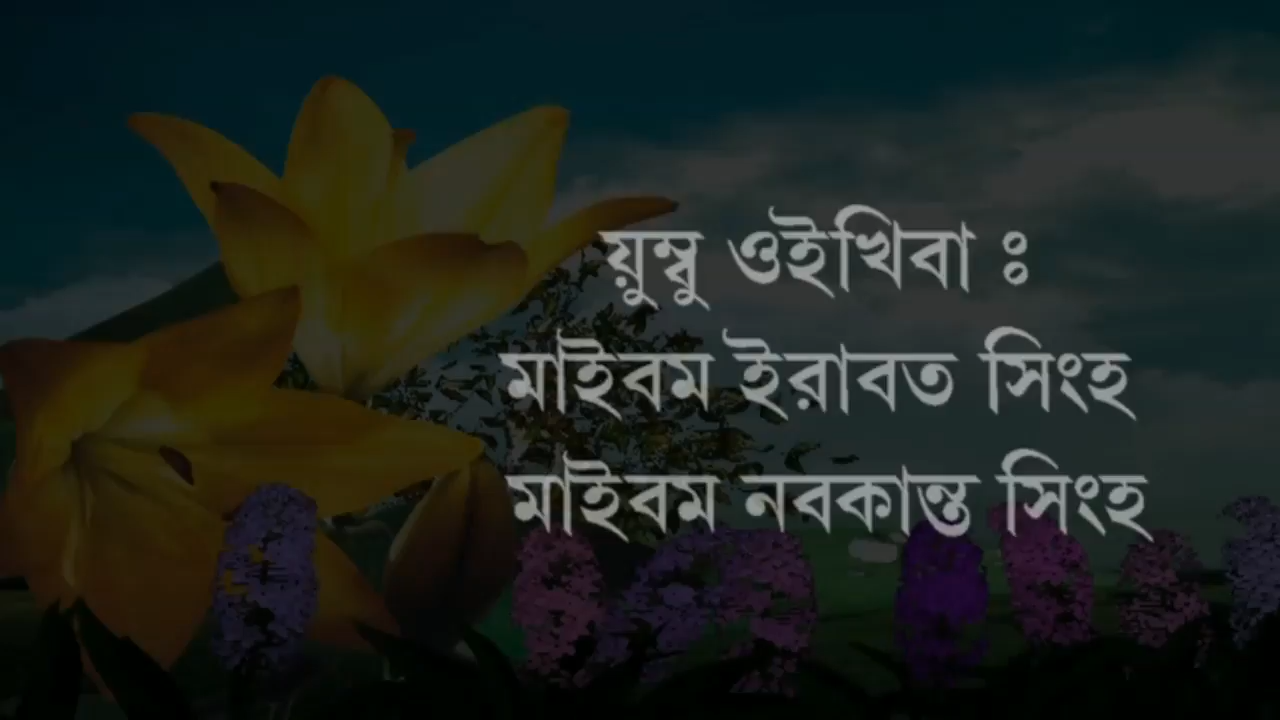 য়ুম্বু ওইখিবা ঃ
মাইবম ইরাবত সিংহ
মাইবম নবকান্ত সিংহ